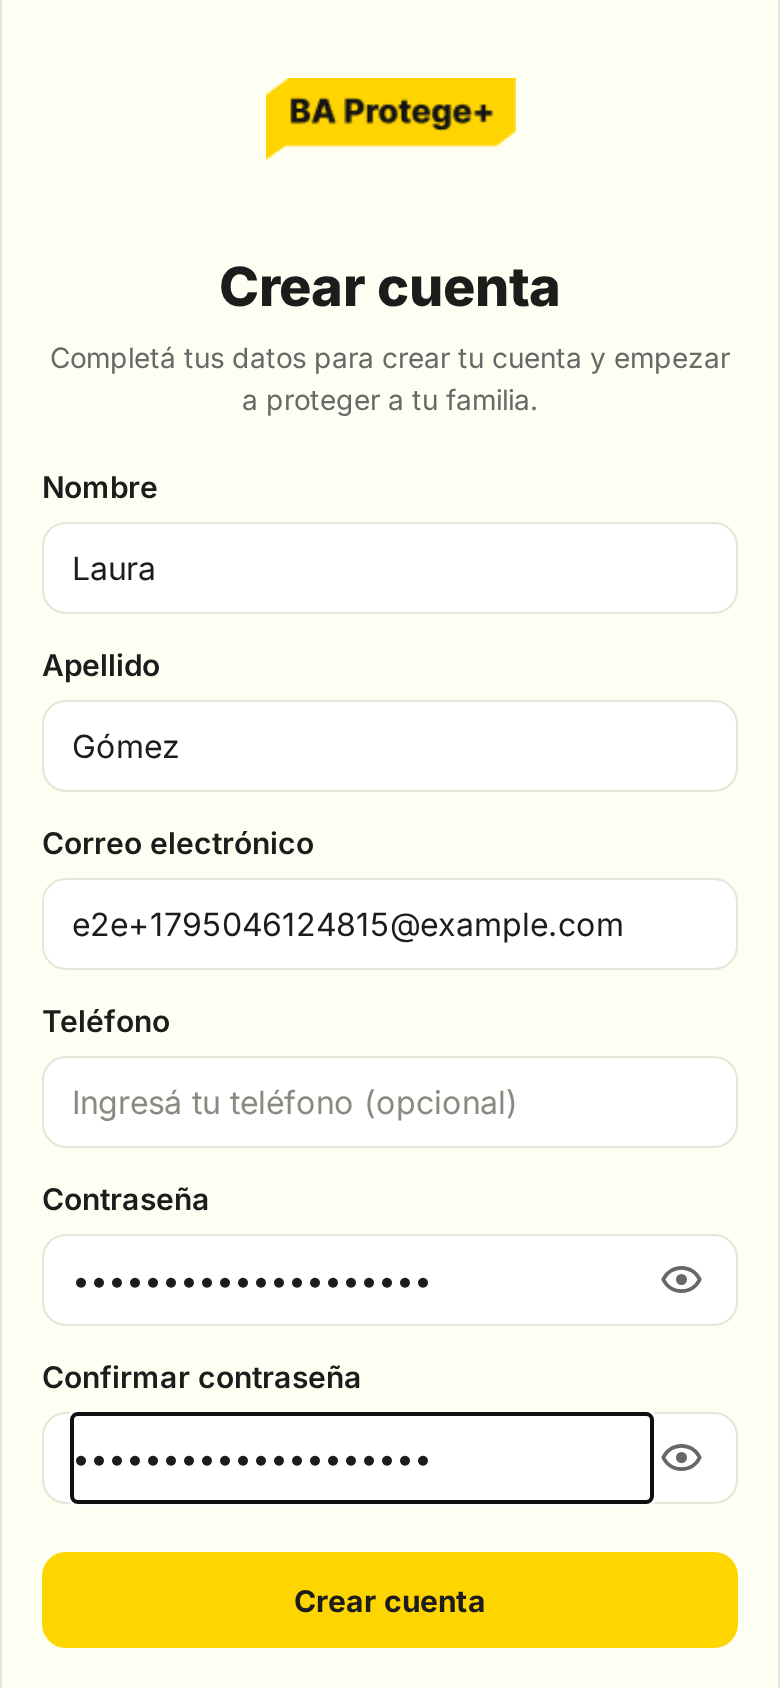 BA Protege+
Crear cuenta
Completá tus datos para crear tu cuenta y empezar
a proteger a tu familia.
Nombre
Laura
Apellido
Gómez
Correo electrónico
e2e+1795046124815@example.com
Teléfono
Ingresá tu teléfono (opcional)
Contraseña
••••••••••••••••••••
Confirmar contraseña
••••••••••••••••••••
Crear cuenta